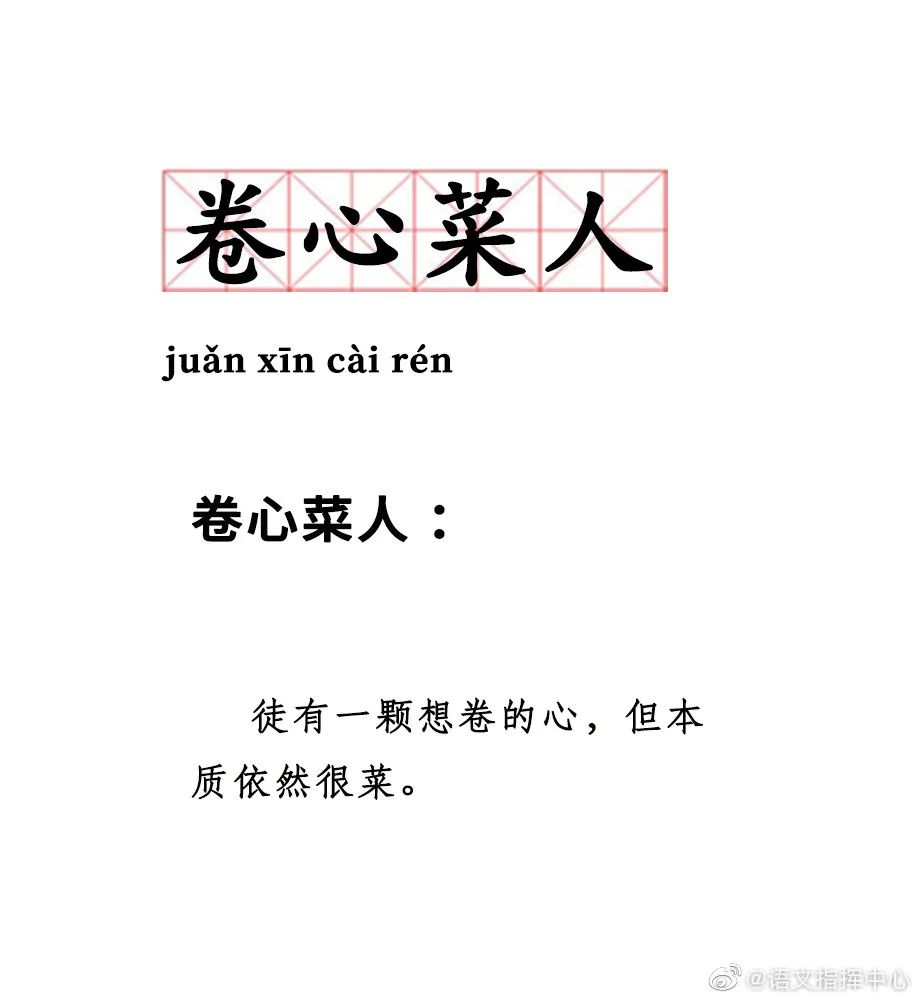 卷心菜人
juǎn xīn cài rén
卷心菜人：
徒有一颗想卷的心，但本
质依然很菜。
@语文指挥中心